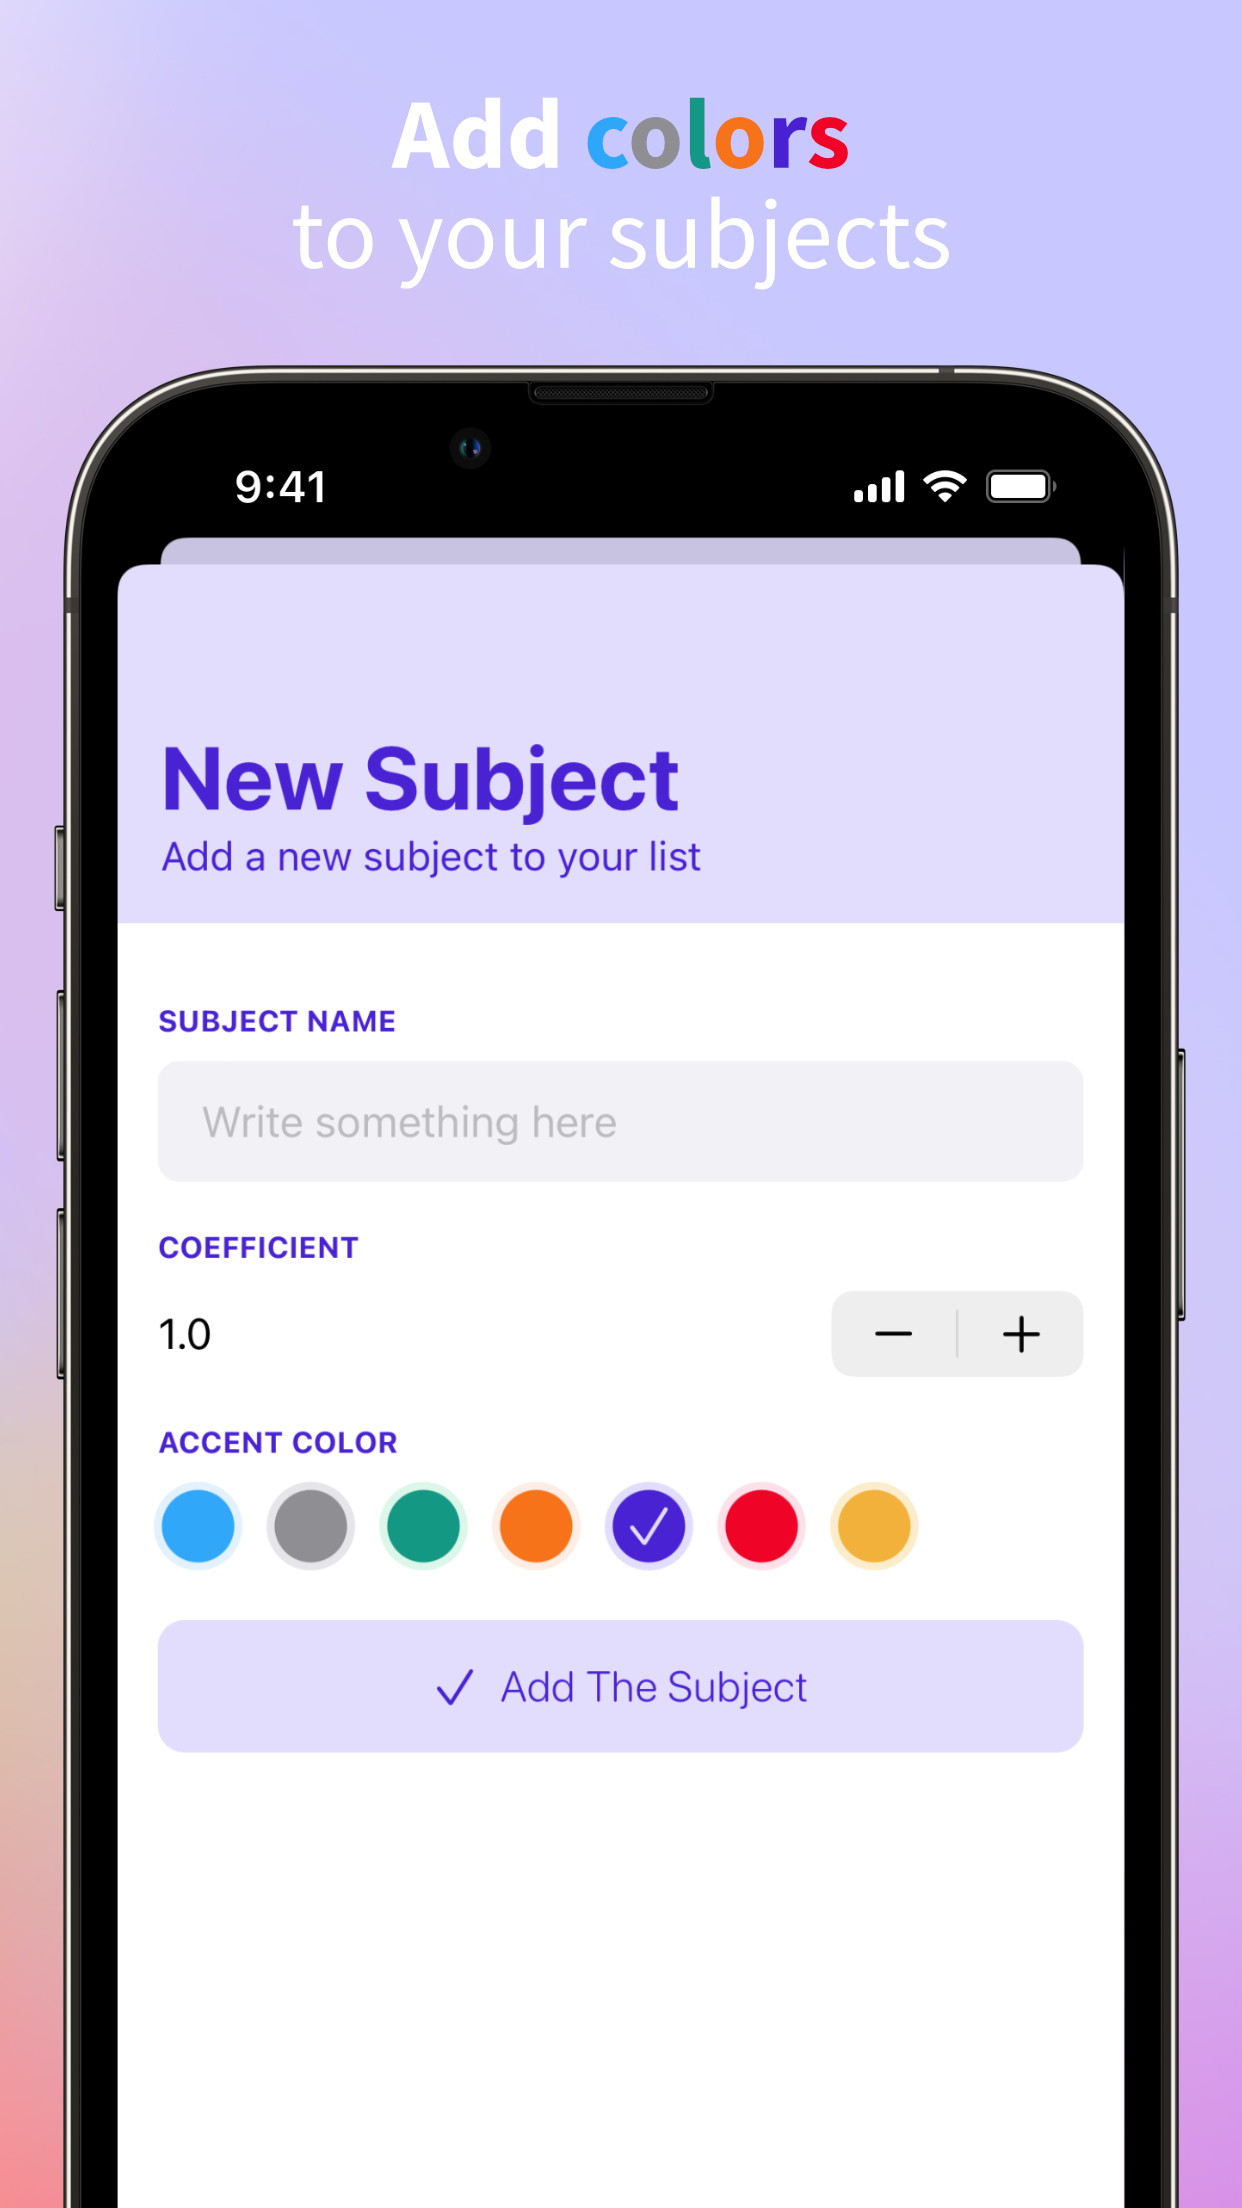 Add colors
to your subjects
9:41
New Subject
Add a new subject to your list
SUBJECT NAME
Write something here
COEFFICIENT
1.0
ACCENT COLOR
Add The Subject